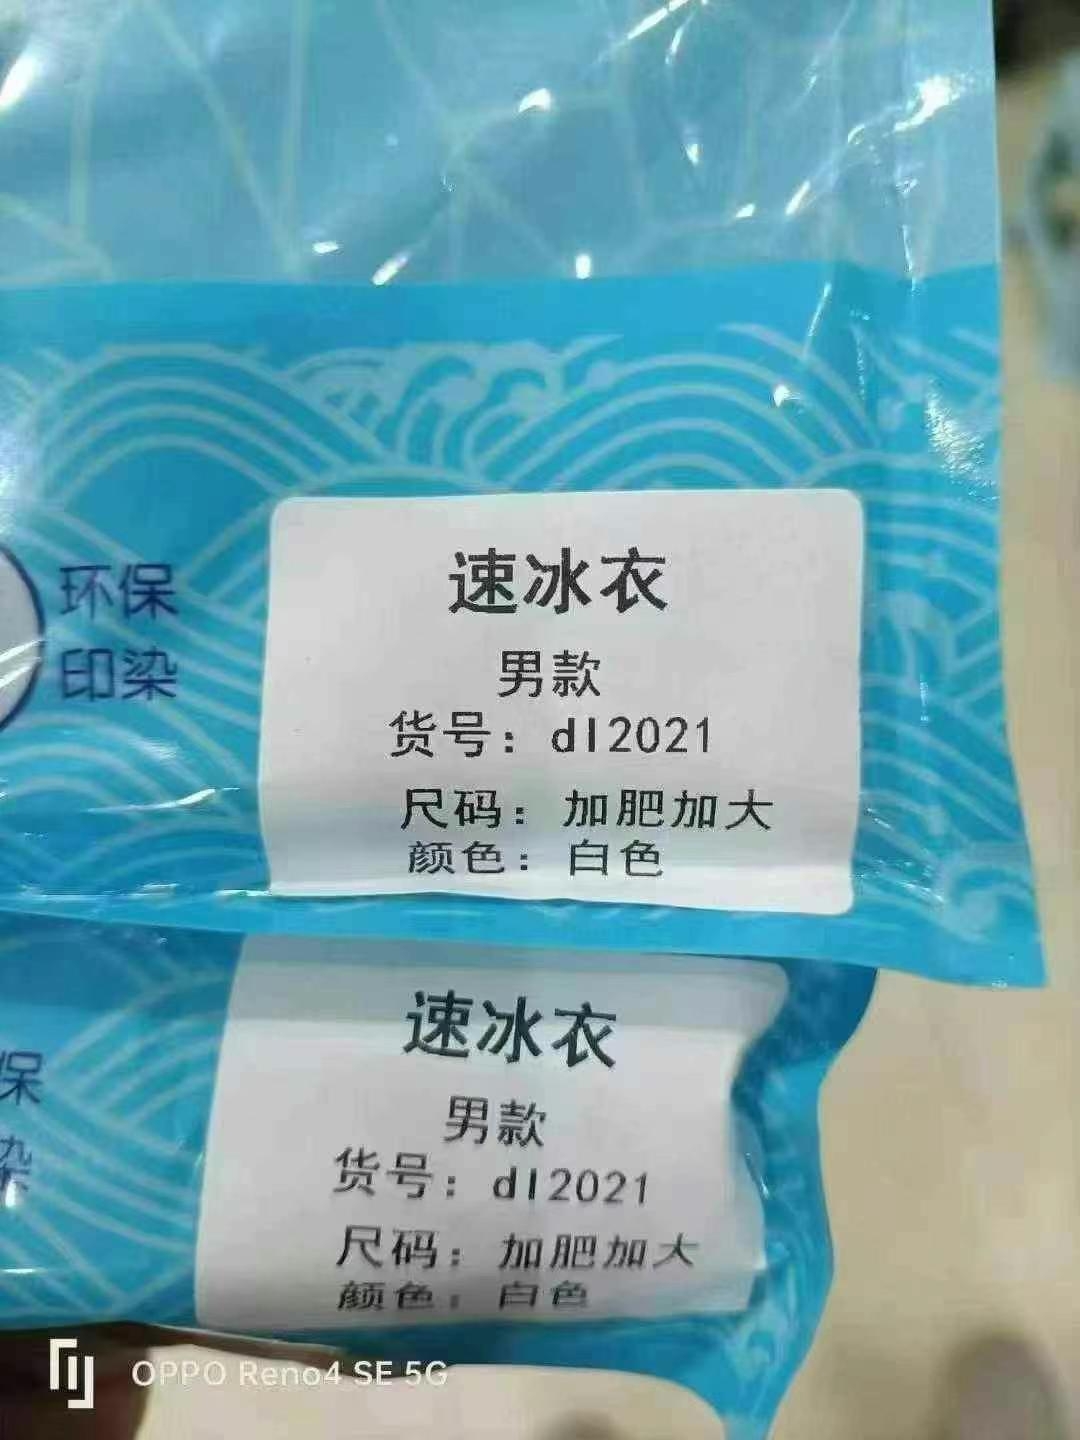 环保
印染
速冰衣
男款
货号：dl2021
尺码：加肥加大
颜色：白色
保
染
速冰衣
男款
货号：dl2021
尺码：加肥加大
颜色：白色
OPPO Reno4 SE 5G